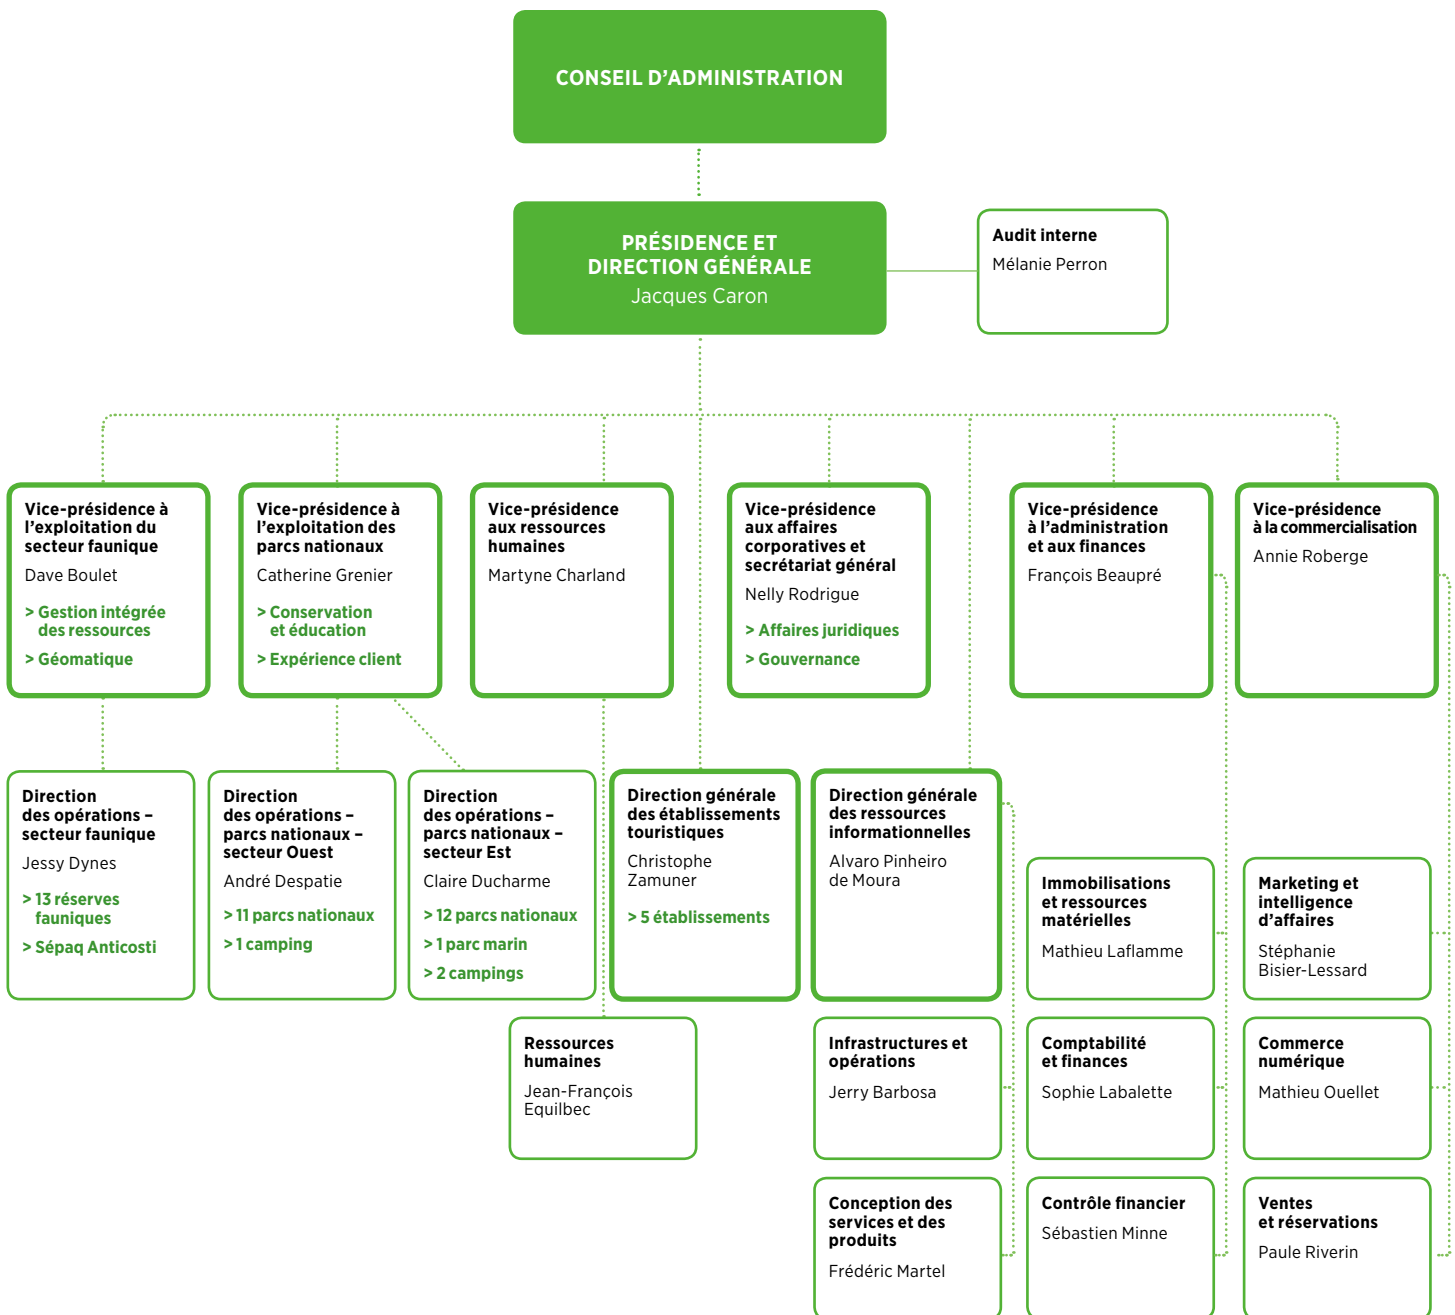 CONSEIL D’ADMINISTRATION
PRÉSIDENCE ET
DIRECTION GÉNÉRALE
Jacques Caron
Audit interne
Mélanie Perron
Vice-présidence à
l’exploitation du
secteur faunique
Dave Boulet
> Gestion intégrée
des ressources
> Géomatique
Vice-présidence à
l’exploitation des
parcs nationaux
Catherine Grenier
> Conservation
et éducation
> Expérience client
Vice-présidence
aux ressources
humaines
Martyne Charland
Vice-présidence
aux affaires
corporatives et
secrétariat général
Nelly Rodrigue
> Affaires juridiques
> Gouvernance
Vice-présidence
à l’administration
et aux finances
François Beaupré
Vice-présidence
à la commercialisation
Annie Roberge
Direction
des opérations –
secteur faunique
Jessy Dynes
> 13 réserves
fauniques
> Sépaq Anticosti
Direction
des opérations –
parcs nationaux –
secteur Ouest
André Despatie
> 11 parcs nationaux
> 1 camping
Direction
des opérations –
parcs nationaux –
secteur Est
Claire Ducharme
> 12 parcs nationaux
> 1 parc marin
> 2 campings
Direction générale
des établissements
touristiques
Christophe
Zamuner
> 5 établissements
Direction générale
des ressources
informationnelles
Alvaro Pinheiro
de Moura
Immobilisations
et ressources
matérielles
Mathieu Laflamme
Marketing et
intelligence
d’affaires
Stéphanie
Bisier-Lessard
Ressources
humaines
Jean-François
Equilbec
Infrastructures et
opérations
Jerry Barbosa
Comptabilité
et finances
Sophie Labalette
Commerce
numérique
Mathieu Ouellet
Conception des
services et des
produits
Frédéric Martel
Contrôle financier
Sébastien Minne
Ventes
et réservations
Paule Riverin